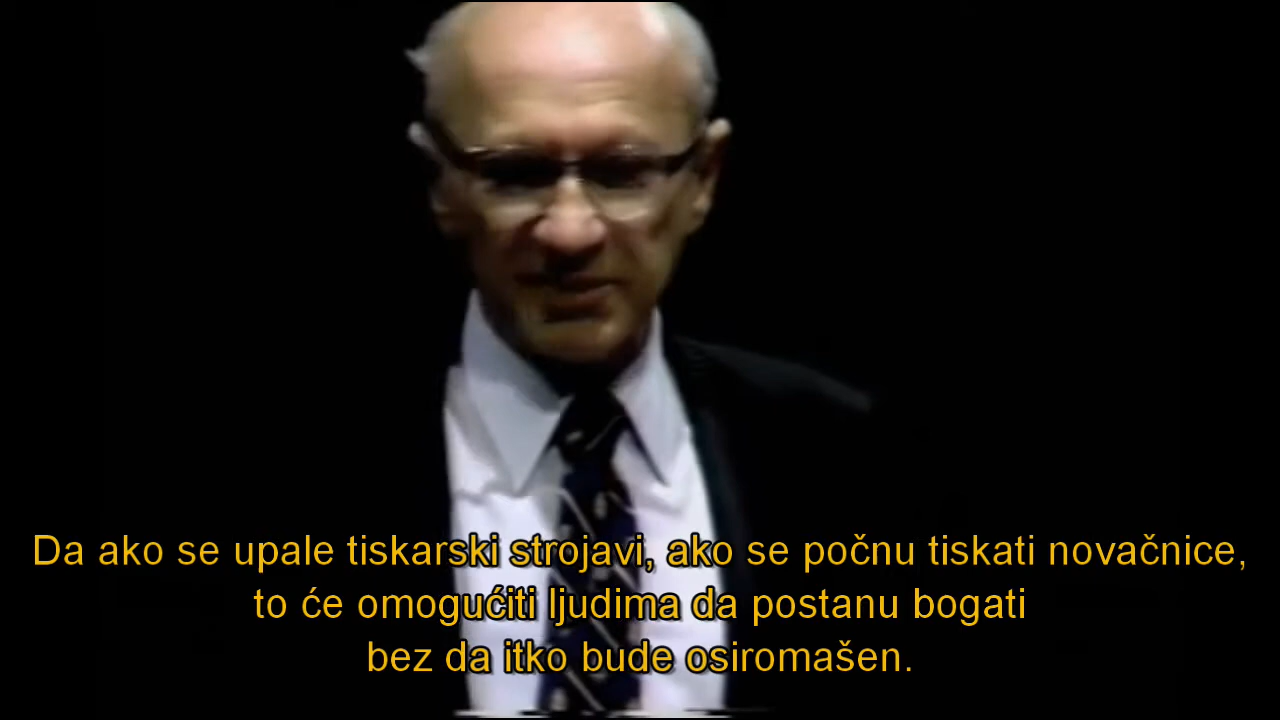 Da ako se upale tiskarski strojavi, ako se počnu tiskati novačnice,
to će omogućiti ljudima da postanu bogati
bez da itko bude osiromašen.